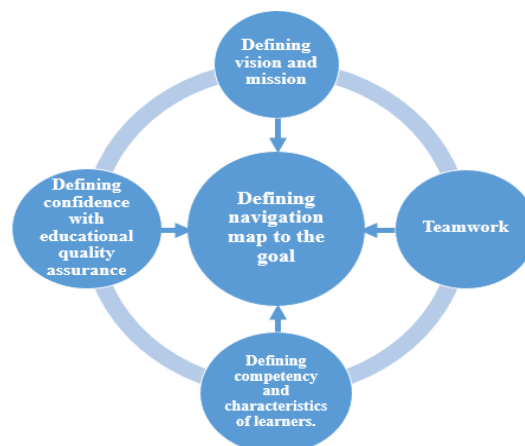 Defining
vision and
mission
Defining
confidence
with
educational
quality
assurance
Defining
navigation
map to the
goal
Teamwork
Defining
competency
and
characteristics
of learners.